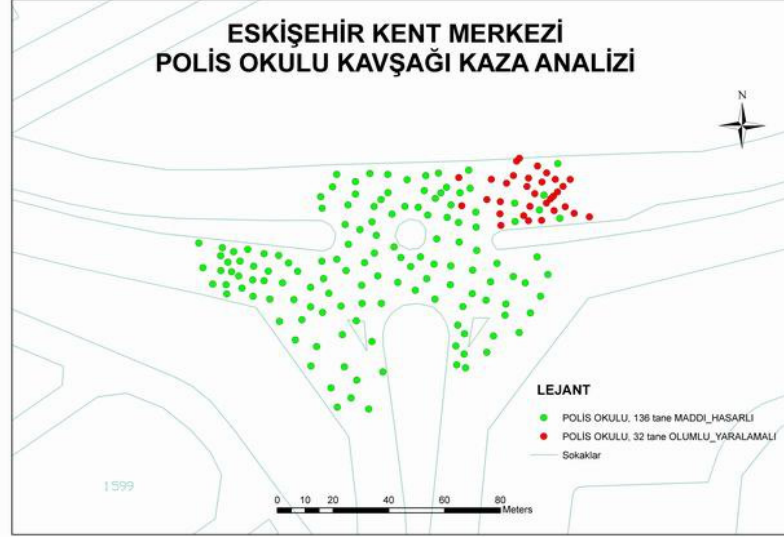 ESKİŞEHİR KENT MERKEZİ
POLİS OKULU KAVŞAĞI KAZA ANALİZİ
N
LEJANT
POLİS OKULU, 136 tane MADDI_HASARLI
POLİS OKULU, 32 tane OLUMLU_YARALAMALI
Sokaklar
1599
0 10 20 40 60 80
Meters